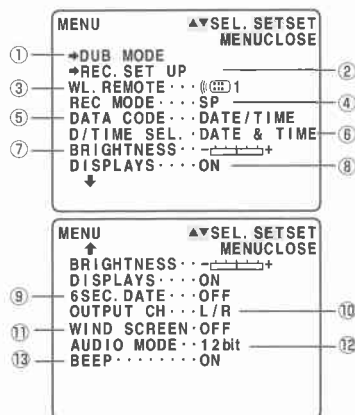 MENU ▲▼SEL. SETSET
MENUCLOSE
① ➔DUB MODE
➔REC. SET UP ②
③ WL. REMOTE · · · 1
REC MODE · · · · SP ④
⑤ DATA CODE · · · DATE/TIME
D/TIME SEL. · DATE & TIME ⑥
⑦ BRIGHTNESS · · - +
DISPLAYS · · · ON ⑧
MENU ▲▼SEL. SETSET
MENUCLOSE
BRIGHTNESS · · - +
DISPLAYS · · · ON
⑨ 6SEC. DATE · · · OFF
OUTPUT CH · · · L/R ⑩
⑪ WIND SCREEN · OFF
AUDIO MODE · · 12bit ⑫
⑬ BEEP · · · · · · · · ON